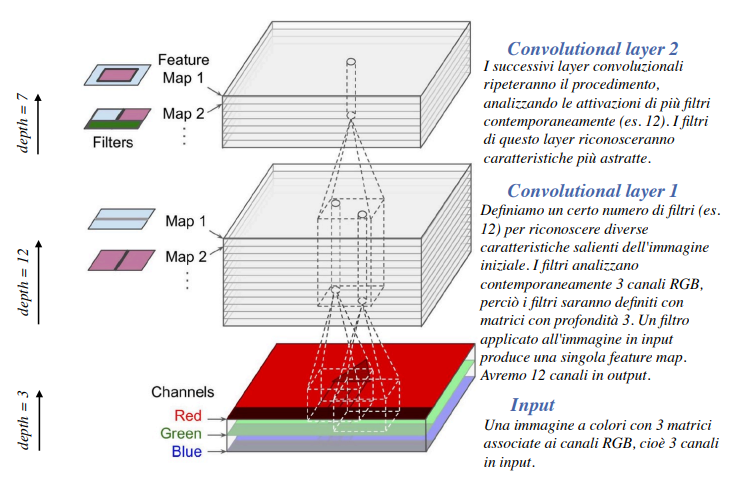 Feature
Map 1
Map 2
Filters
depth = 7
Convolutional layer 2
I successivi layer convoluzionali
ripeteranno il procedimento,
analizzando le attivazioni di più filtri
contemporaneamente (es. 12). I filtri
di questo layer riconosceranno
caratteristiche più astratte.
Map 1
Map 2
depth = 12
Convolutional layer 1
Definiamo un certo numero di filtri (es.
12) per riconoscere diverse
caratteristiche salienti dell'immagine
iniziale. I filtri analizzano
contemporaneamente 3 canali RGB,
perciò i filtri saranno definiti con
matrici con profondità 3. Un filtro
applicato all'immagine in input
produce una singola feature map.
Avremo 12 canali in output.
Channels
Red
Green
Blue
depth = 3
Input
Una immagine a colori con 3 matrici
associate ai canali RGB, cioè 3 canali
in input.